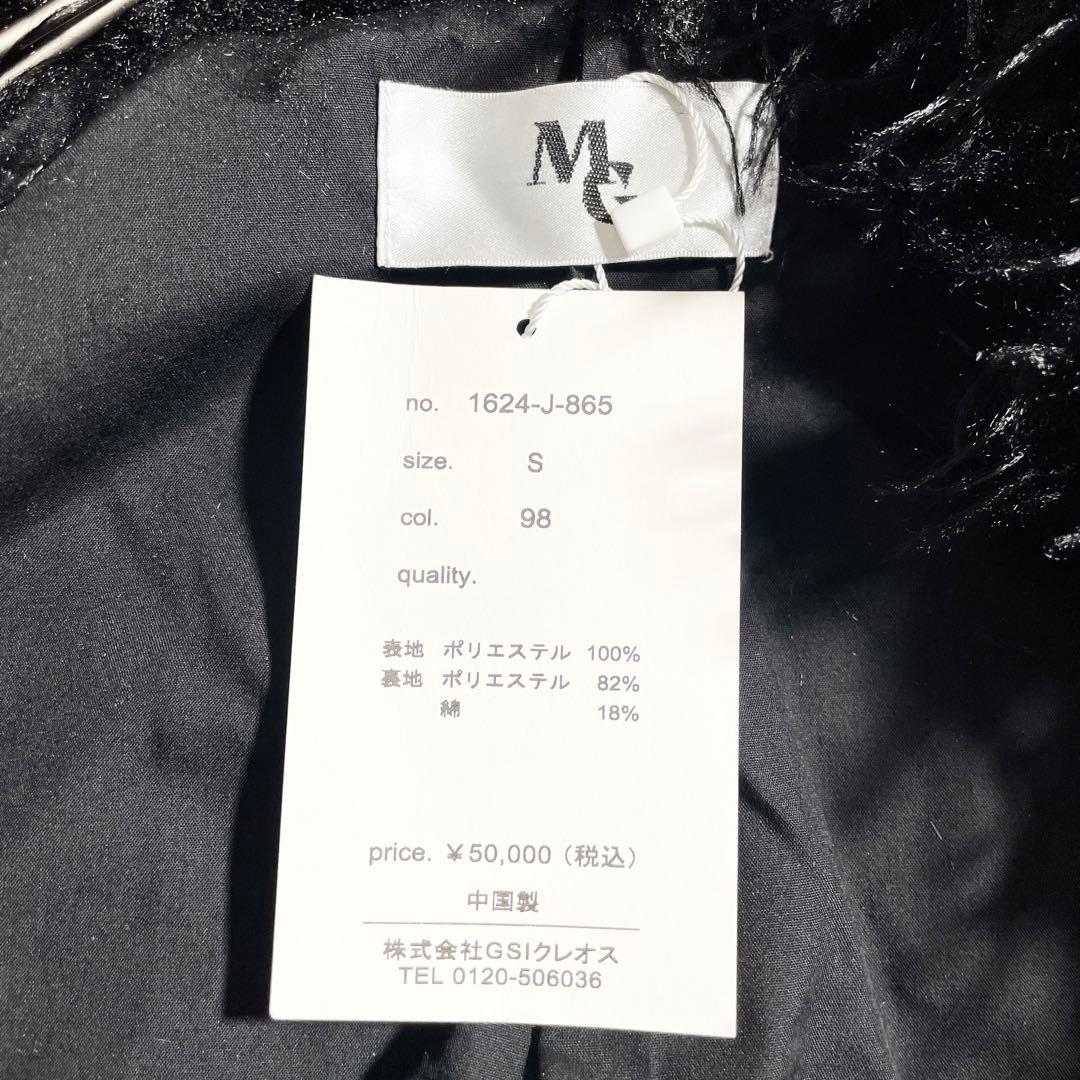 MG
no. 1624-J-865
size. S
col. 98
quality.
表地 ポリエステル 100%
裏地 ポリエステル 82%
綿 18%
price. ¥50,000（税込）
中国製
株式会社GSIクレオス
TEL 0120-506036